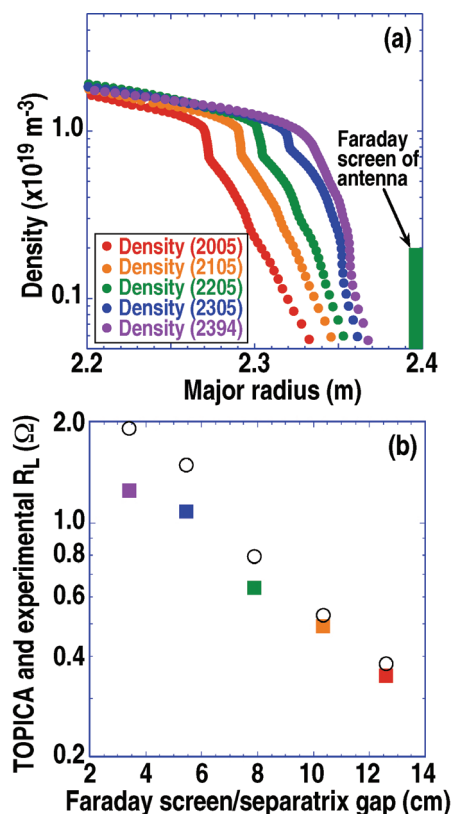 (a)
Density (x10¹⁹ m⁻³)
1.0
0.1
Faraday
screen of
antenna
Density (2005)
Density (2105)
Density (2205)
Density (2305)
Density (2394)
2.2 2.3 2.4
Major radius (m)
(b)
TOPICA and experimental R_L (Ω)
2.0
1.0
0.8
0.6
0.4
0.2
2 4 6 8 10 12 14
Faraday screen/separatrix gap (cm)